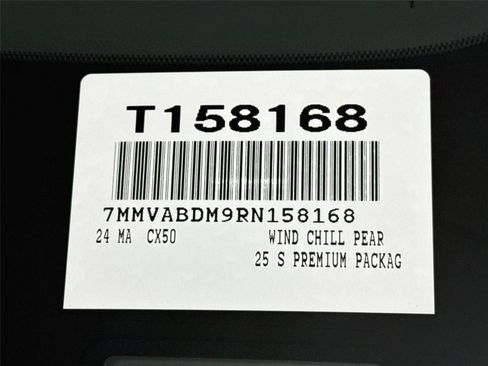 T158168
7MMVABDM9RN158168
24 MA CX50 WIND CHILL PEAR
25 S PREMIUM PACKAG